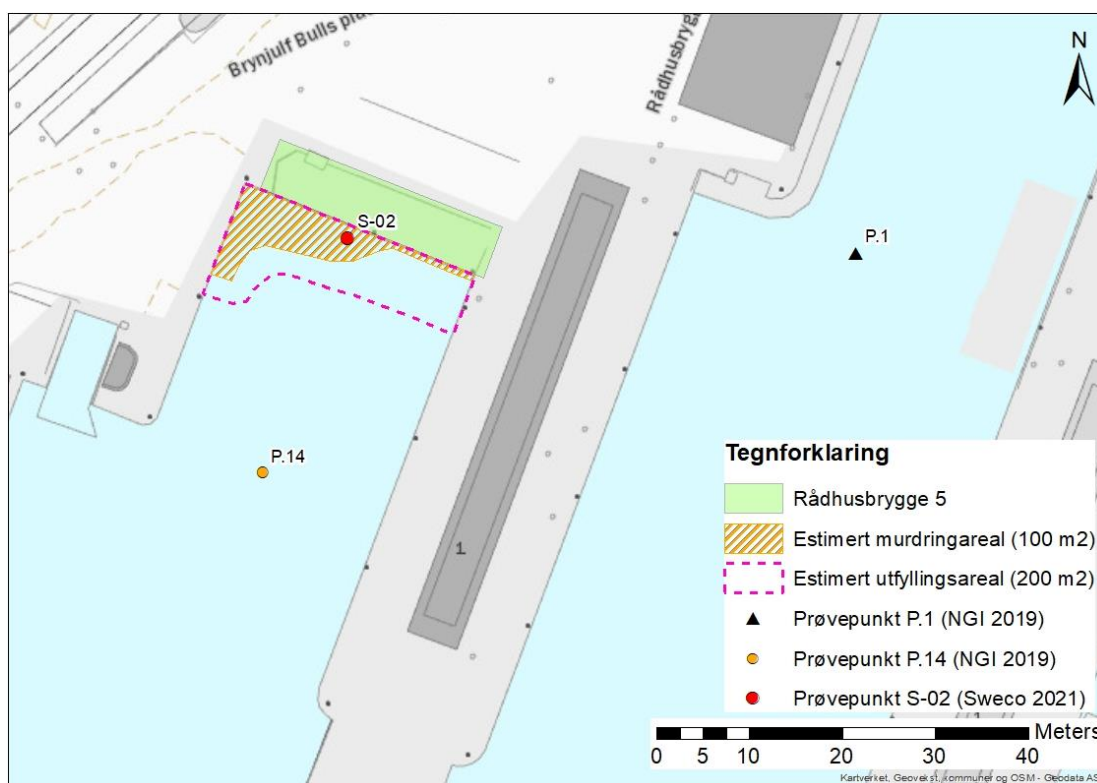 Brynjulf Bulls pla
Rådhusbrygg
N
S-02
P.1
P.14
1
Tegnforklaring
Rådhusbrygge 5
Estimert murdringareal (100 m2)
Estimert utfyllingsareal (200 m2)
Prøvepunkt P.1 (NGI 2019)
Prøvepunkt P.14 (NGI 2019)
Prøvepunkt S-02 (Sweco 2021)
Meters
0 5 10 20 30 40
Kartverket, Geovekst, kommuner og OSM - Geodata AS